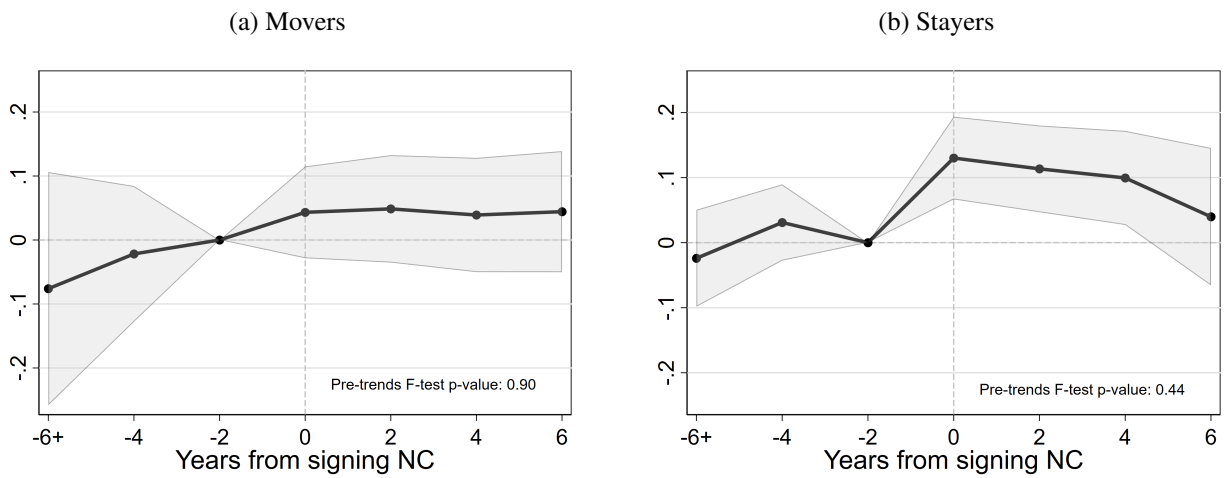 (a) Movers
.2
.1
0
-.1
-.2
Pre-trends F-test p-value: 0.90
-6+ -4 -2 0 2 4 6
Years from signing NC
(b) Stayers
.2
.1
0
-.1
-.2
Pre-trends F-test p-value: 0.44
-6+ -4 -2 0 2 4 6
Years from signing NC